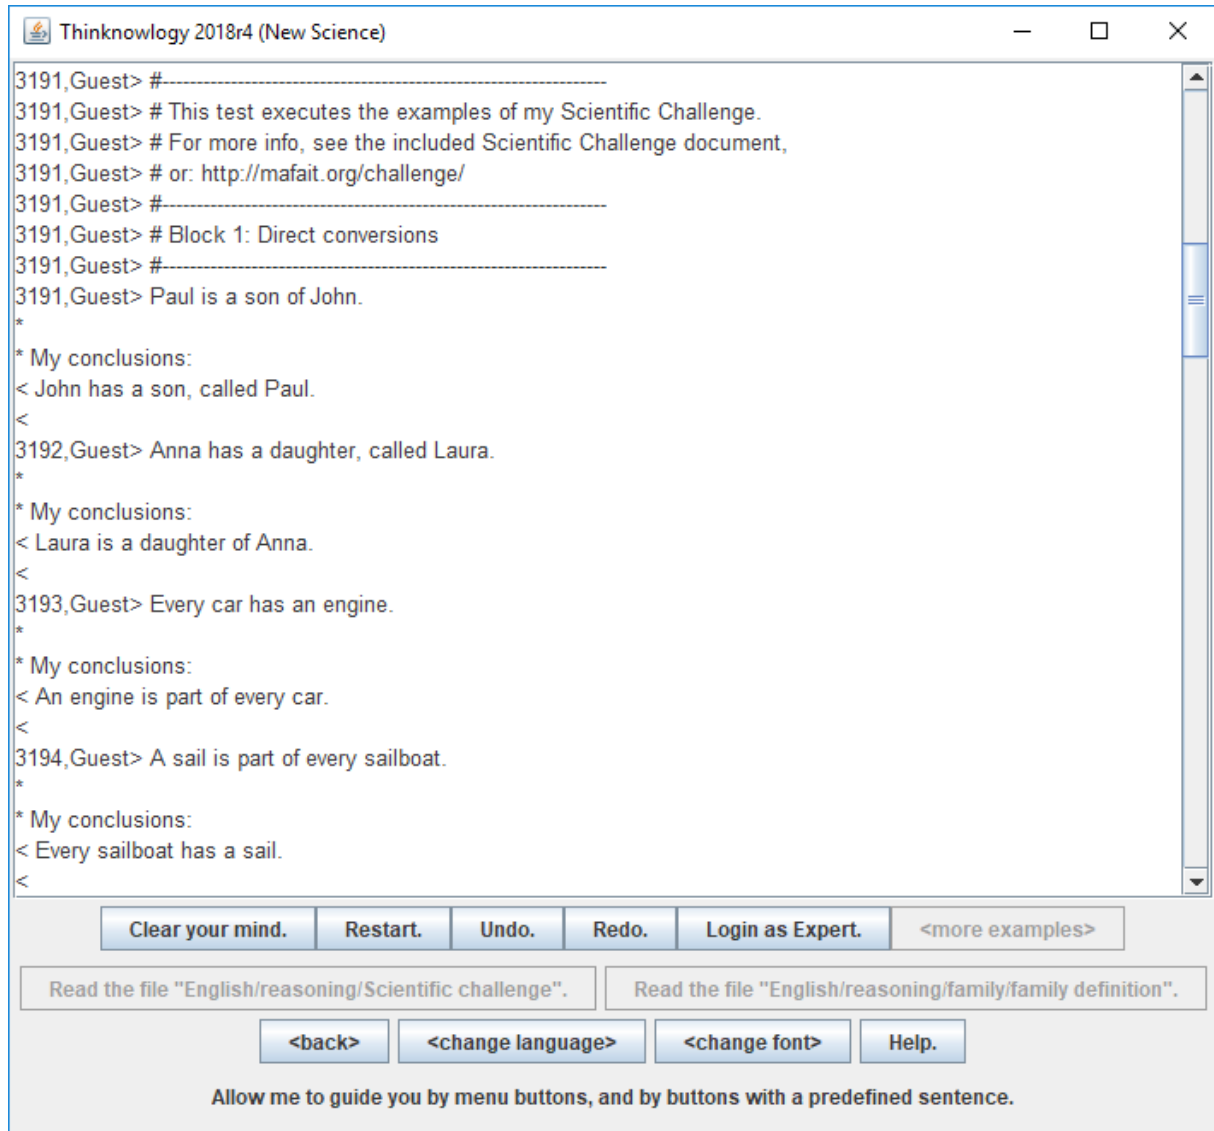 Thinknowlogy 2018r4 (New Science)
3191,Guest> #----------------------------------------------------------------
3191,Guest> # This test executes the examples of my Scientific Challenge.
3191,Guest> # For more info, see the included Scientific Challenge document,
3191,Guest> # or: http://mafait.org/challenge/
3191,Guest> #----------------------------------------------------------------
3191,Guest> # Block 1: Direct conversions
3191,Guest> #----------------------------------------------------------------
3191,Guest> Paul is a son of John.
*
* My conclusions:
< John has a son, called Paul.
<
3192,Guest> Anna has a daughter, called Laura.
*
* My conclusions:
< Laura is a daughter of Anna.
<
3193,Guest> Every car has an engine.
*
* My conclusions:
< An engine is part of every car.
<
3194,Guest> A sail is part of every sailboat.
*
* My conclusions:
< Every sailboat has a sail.
<
Clear your mind. Restart. Undo. Redo. Login as Expert. <more examples>
Read the file "English/reasoning/Scientific challenge". Read the file "English/reasoning/family/family definition".
<back> <change language> <change font> Help.
Allow me to guide you by menu buttons, and by buttons with a predefined sentence.